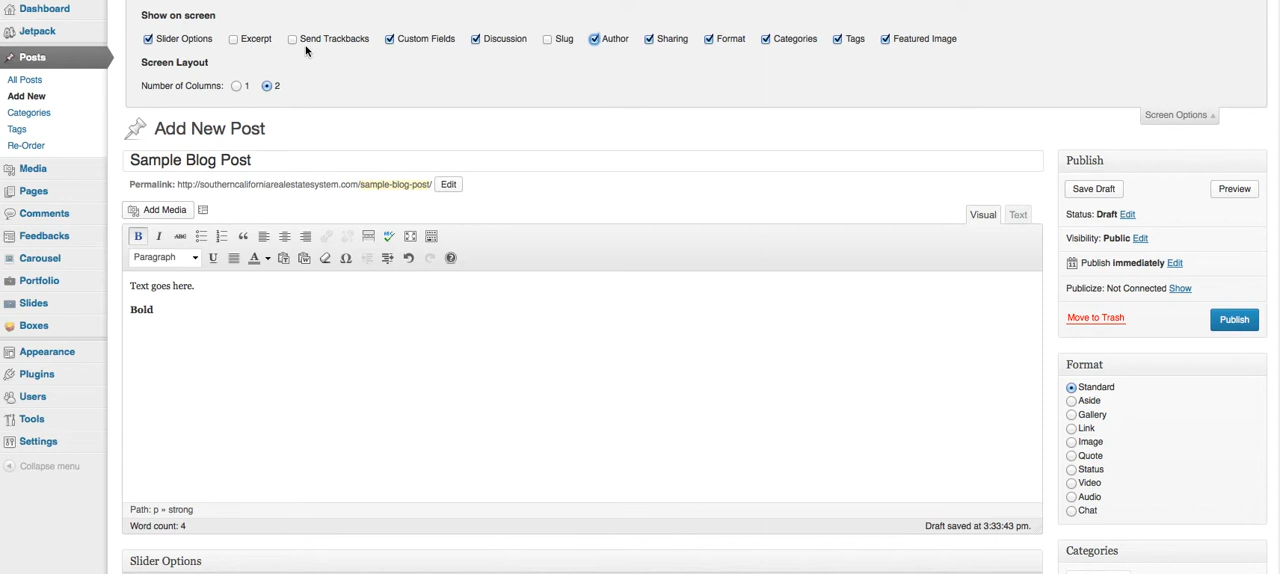 Dashboard
Jetpack
Posts
All Posts
Add New
Categories
Tags
Re-Order
Media
Pages
Comments
Feedbacks
Carousel
Portfolio
Slides
Boxes
Appearance
Plugins
Users
Tools
Settings
Collapse menu
Show on screen
Slider Options Excerpt Send Trackbacks Custom Fields Discussion Slug Author Sharing Format Categories Tags Featured Image
Screen Layout
Number of Columns: 1 2
Screen Options
Add New Post
Sample Blog Post
Permalink: http://southerncaliforniarealestatesystem.com/sample-blog-post/ Edit
Add Media
Visual Text
B I ABC
Paragraph U A
Text goes here.
Bold
Path: p » strong
Word count: 4 Draft saved at 3:33:43 pm.
Slider Options
Publish
Save Draft Preview
Status: Draft Edit
Visibility: Public Edit
Publish immediately Edit
Publicize: Not Connected Show
Move to Trash Publish
Format
Standard
Aside
Gallery
Link
Image
Quote
Status
Video
Audio
Chat
Categories